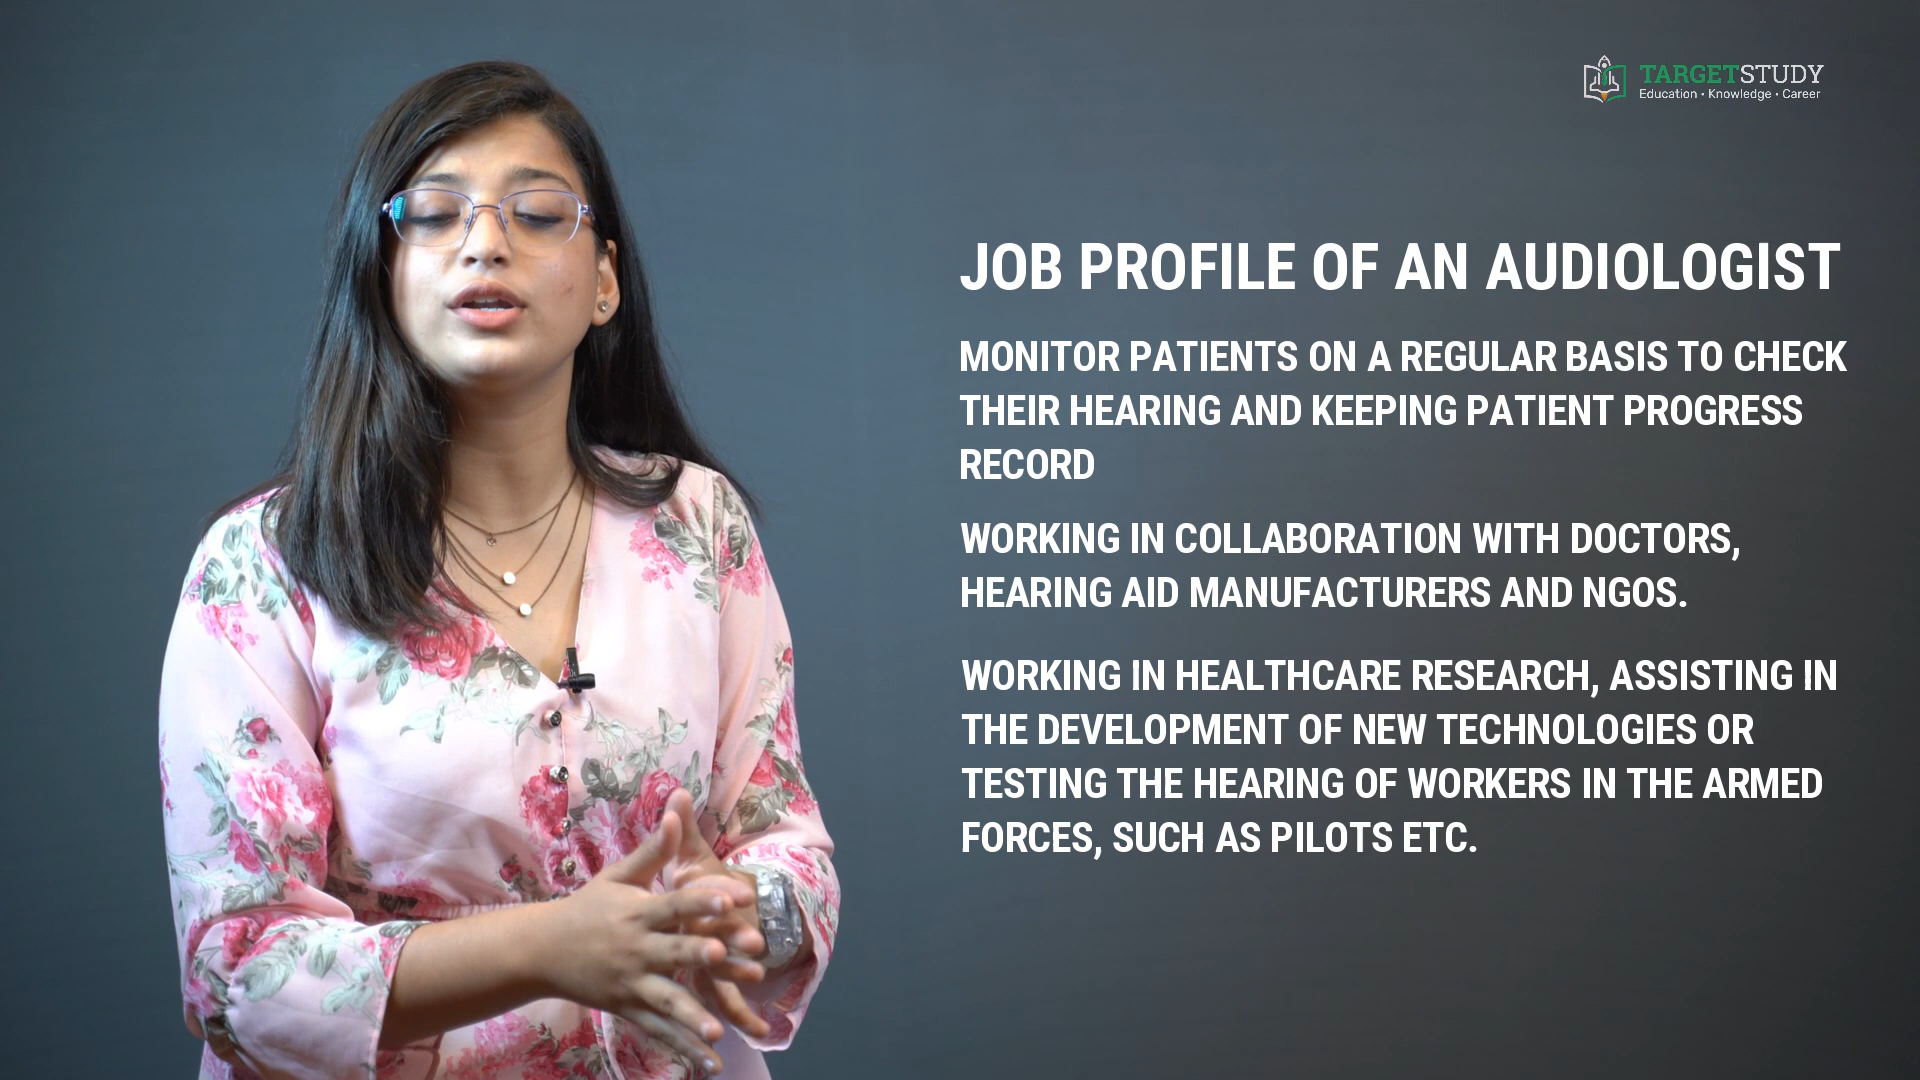 TARGETSTUDY
Education • Knowledge • Career
JOB PROFILE OF AN AUDIOLOGIST
MONITOR PATIENTS ON A REGULAR BASIS TO CHECK
THEIR HEARING AND KEEPING PATIENT PROGRESS
RECORD
WORKING IN COLLABORATION WITH DOCTORS,
HEARING AID MANUFACTURERS AND NGOS.
WORKING IN HEALTHCARE RESEARCH, ASSISTING IN
THE DEVELOPMENT OF NEW TECHNOLOGIES OR
TESTING THE HEARING OF WORKERS IN THE ARMED
FORCES, SUCH AS PILOTS ETC.